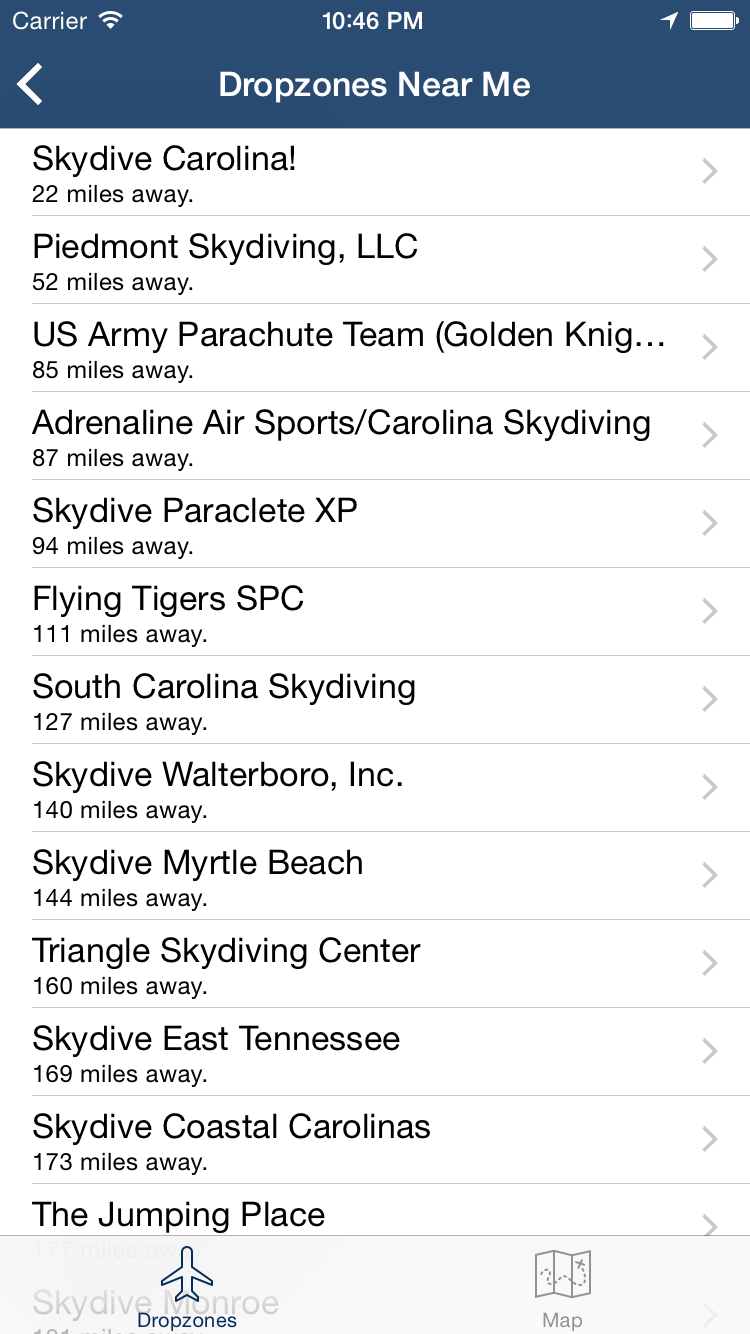 Carrier 10:46 PM
Dropzones Near Me
Skydive Carolina!
22 miles away.
Piedmont Skydiving, LLC
52 miles away.
US Army Parachute Team (Golden Knig...
85 miles away.
Adrenaline Air Sports/Carolina Skydiving
87 miles away.
Skydive Paraclete XP
94 miles away.
Flying Tigers SPC
111 miles away.
South Carolina Skydiving
127 miles away.
Skydive Walterboro, Inc.
140 miles away.
Skydive Myrtle Beach
144 miles away.
Triangle Skydiving Center
160 miles away.
Skydive East Tennessee
169 miles away.
Skydive Coastal Carolinas
173 miles away.
The Jumping Place
177 miles away.
Skydive Monroe
Dropzones Map